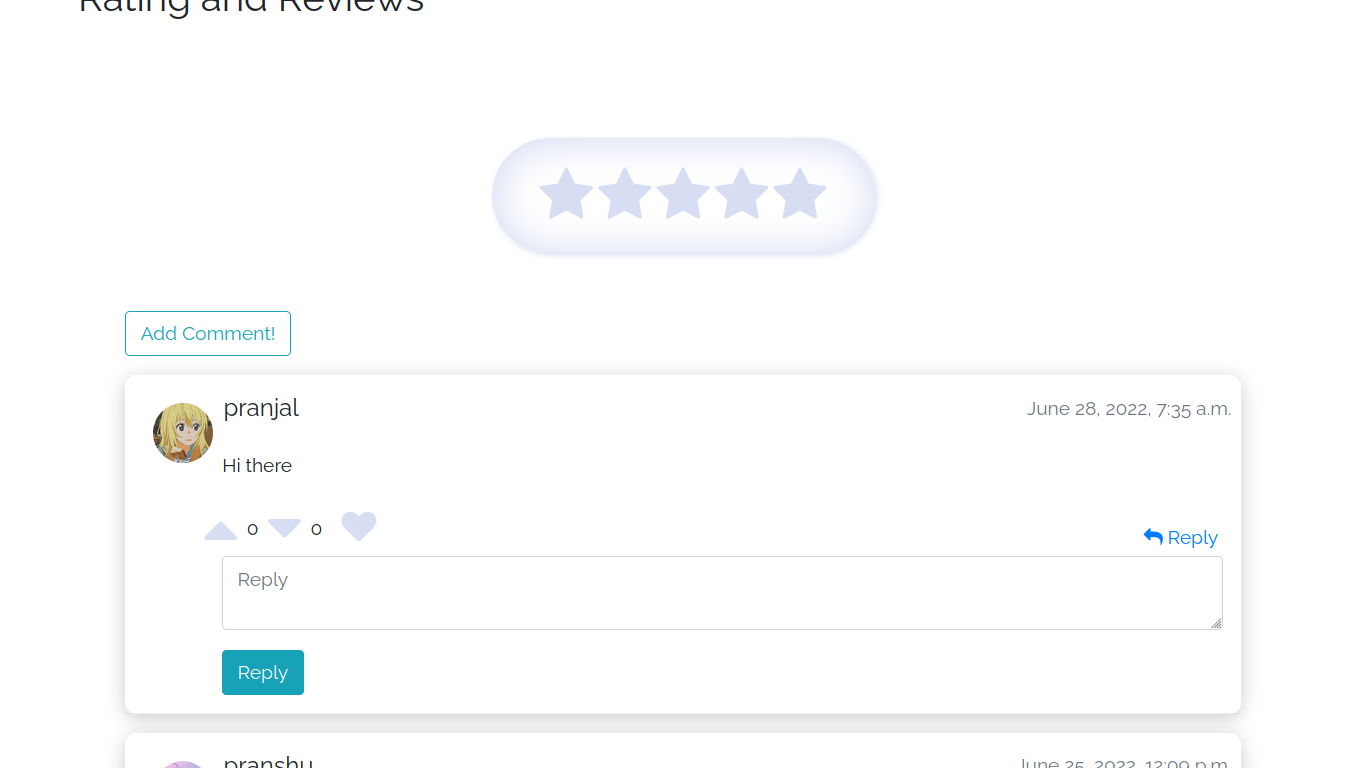 Rating and Reviews
Add Comment!
pranjal
June 28, 2022, 7:35 a.m.
Hi there
0 0
Reply
Reply
Reply
pranshu
June 25, 2022, 12:09 p.m.